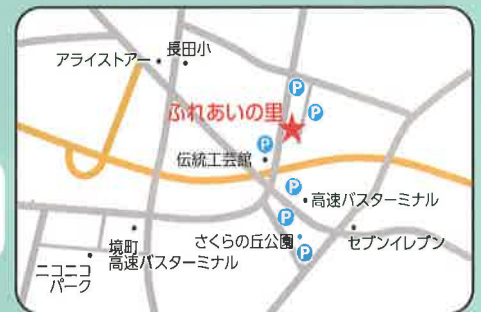 長田小
アライストアー
P
ふれあいの里
P
P
伝統工芸館
P
高速バスターミナル
P
さくらの丘公園
P
セブンイレブン
境町
高速バスターミナル
ニコニコ
パーク